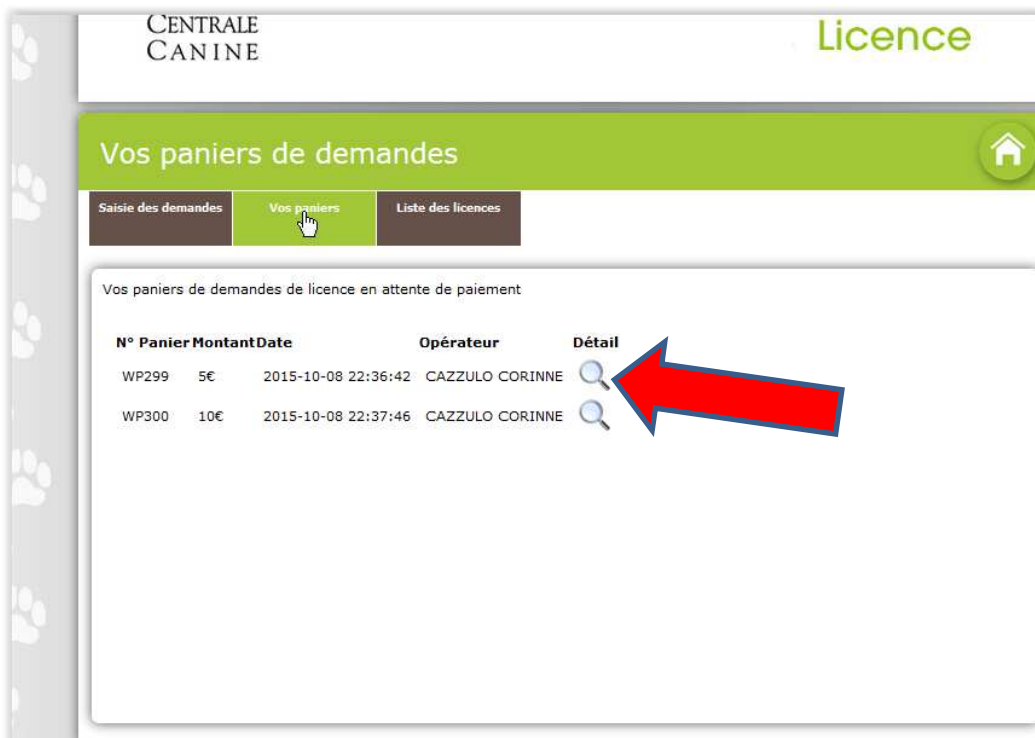 CENTRALE
CANINE
Licence
Vos paniers de demandes
Saisie des demandes Vos paniers Liste des licences
Vos paniers de demandes de licence en attente de paiement
N° Panier Montant Date Opérateur Détail
WP299 5€ 2015-10-08 22:36:42 CAZZULO CORINNE
WP300 10€ 2015-10-08 22:37:46 CAZZULO CORINNE